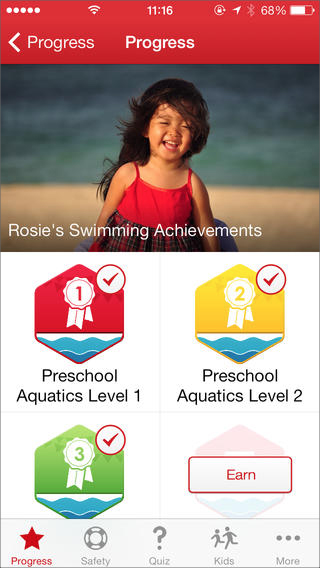 11:16 68%
Progress Progress
Rosie's Swimming Achievements
1 2
Preschool Preschool
Aquatics Level 1 Aquatics Level 2
3
Earn
Progress Safety Quiz Kids More